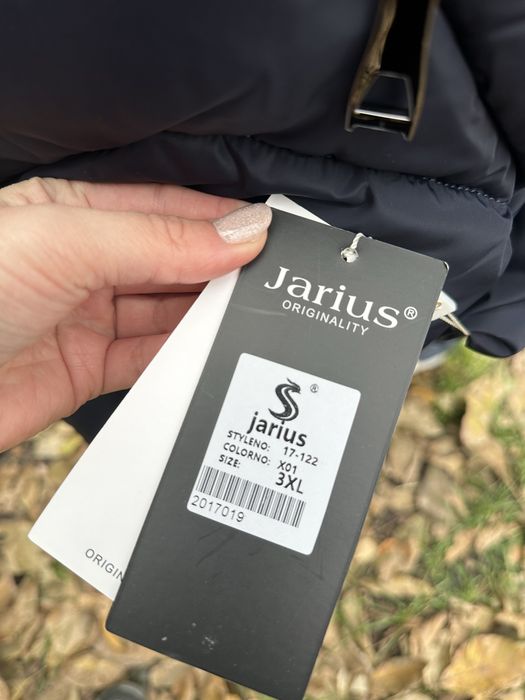 Jarius®
ORIGINALITY
®
jarius
STYLENO: 17-122
COLORNO: X01
SIZE: 3XL
2017019
ORIGIN